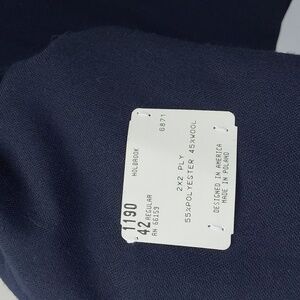 HOLBROOK 6871
1190
42 REGULAR
RN 66159
2X2 PLY
55%POLYESTER 45%WOOL
DESIGNED IN AMERICA
MADE IN POLAND